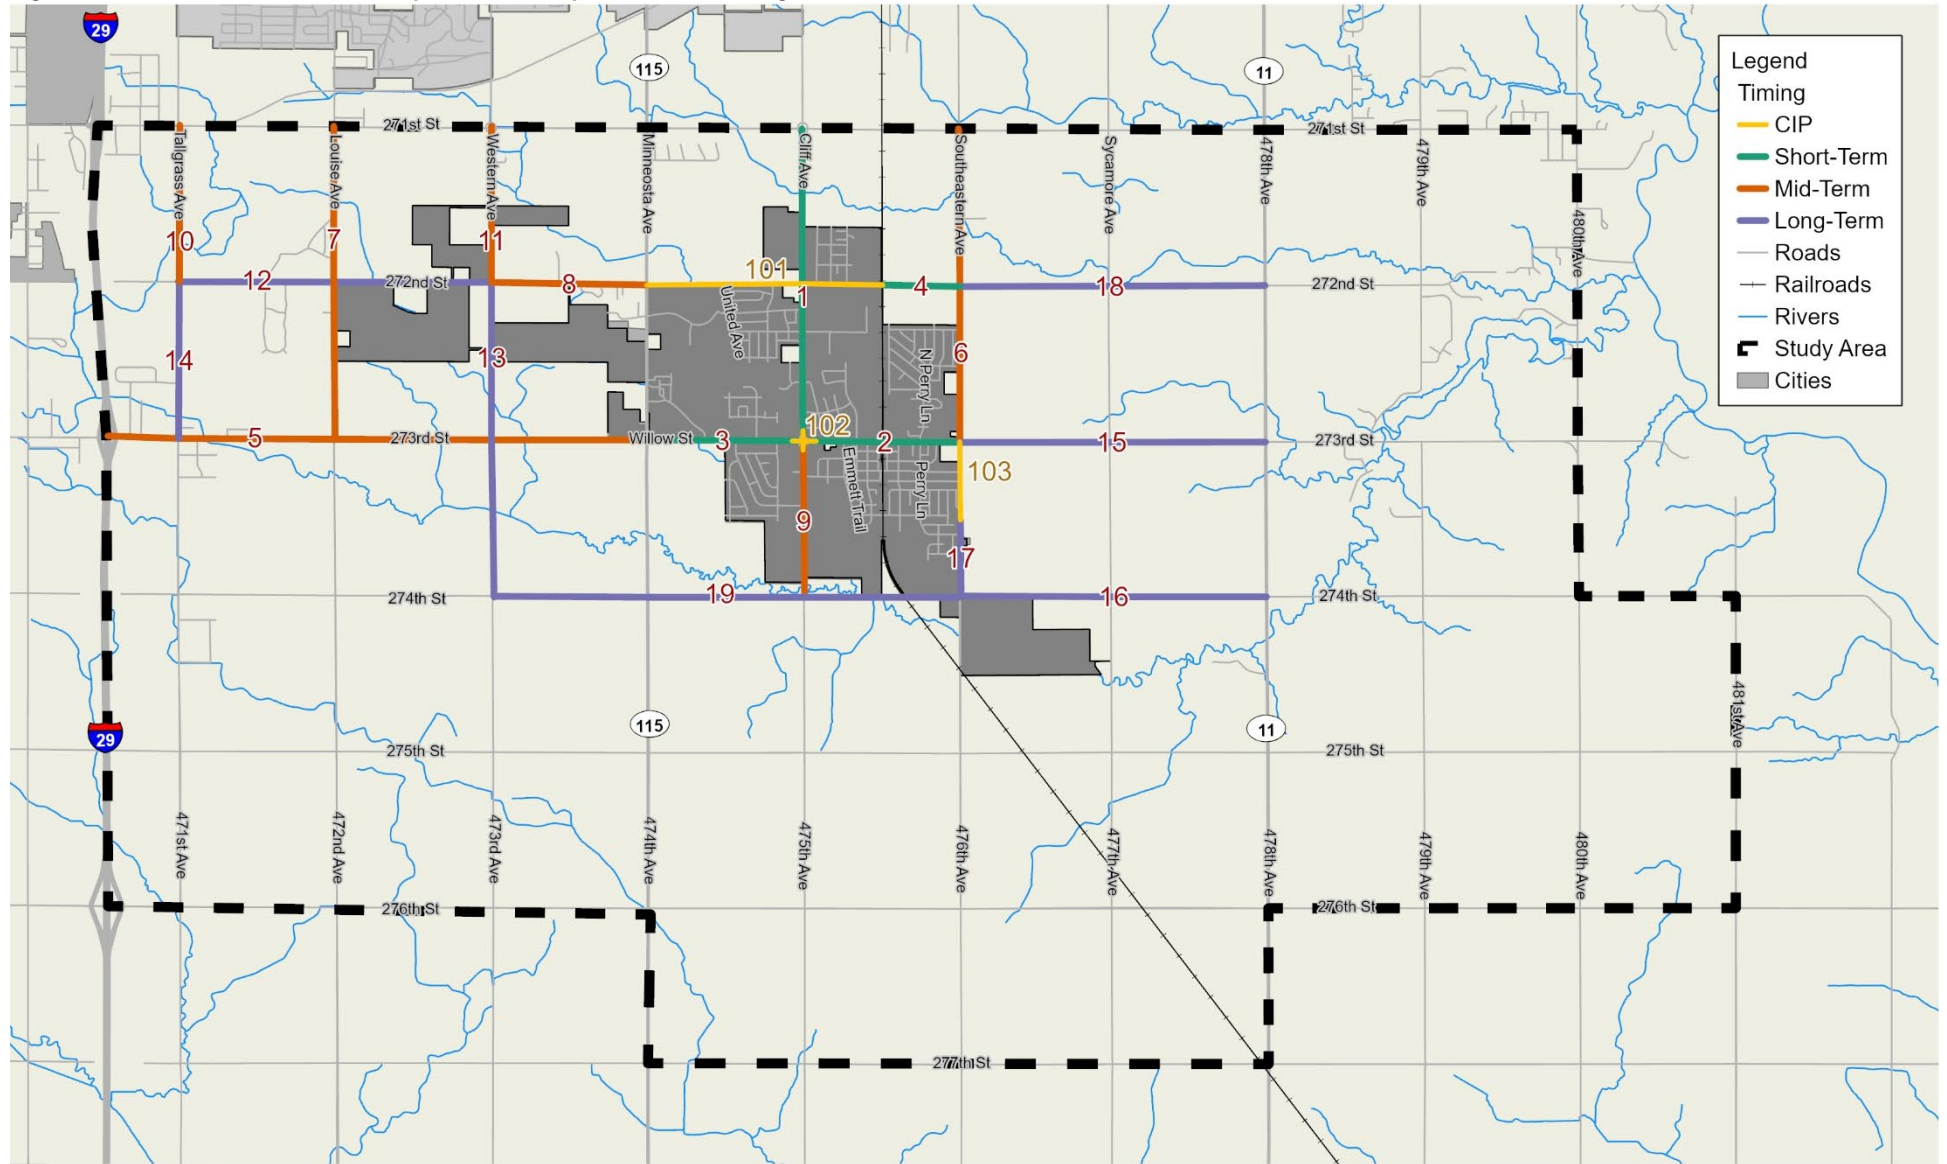 29
115
11
Legend
Timing
CIP
Short-Term
Mid-Term
Long-Term
Roads
Railroads
Rivers
Study Area
Cities
271st St
271st St
Tallgrass Ave
Louise Ave
Western Ave
Minneosta Ave
Cliff Ave
Southeastern Ave
Sycamore Ave
478th Ave
479th Ave
480th Ave
10
7
11
101
12
272nd St
8
1
4
18
272nd St
United Ave
14
13
N Perry Ln
6
5
273rd St
Willow St
3
102
2
15
273rd St
Emmett Trail
Perry Ln
103
9
17
274th St
19
16
274th St
481st Ave
29
115
11
275th St
275th St
471st Ave
472nd Ave
473rd Ave
474th Ave
475th Ave
476th Ave
477th Ave
478th Ave
479th Ave
480th Ave
276th St
276th St
277th St